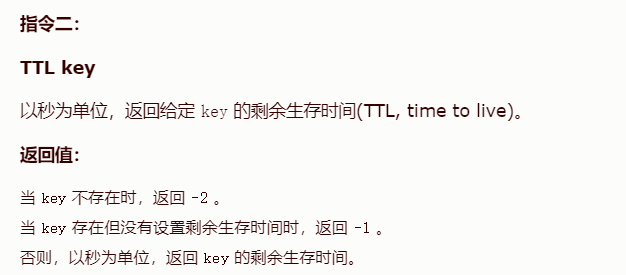 指令二：
TTL key
以秒为单位，返回给定 key 的剩余生存时间(TTL, time to live)。
返回值：
当 key 不存在时，返回 -2 。
当 key 存在但没有设置剩余生存时间时，返回 -1 。
否则，以秒为单位，返回 key 的剩余生存时间。